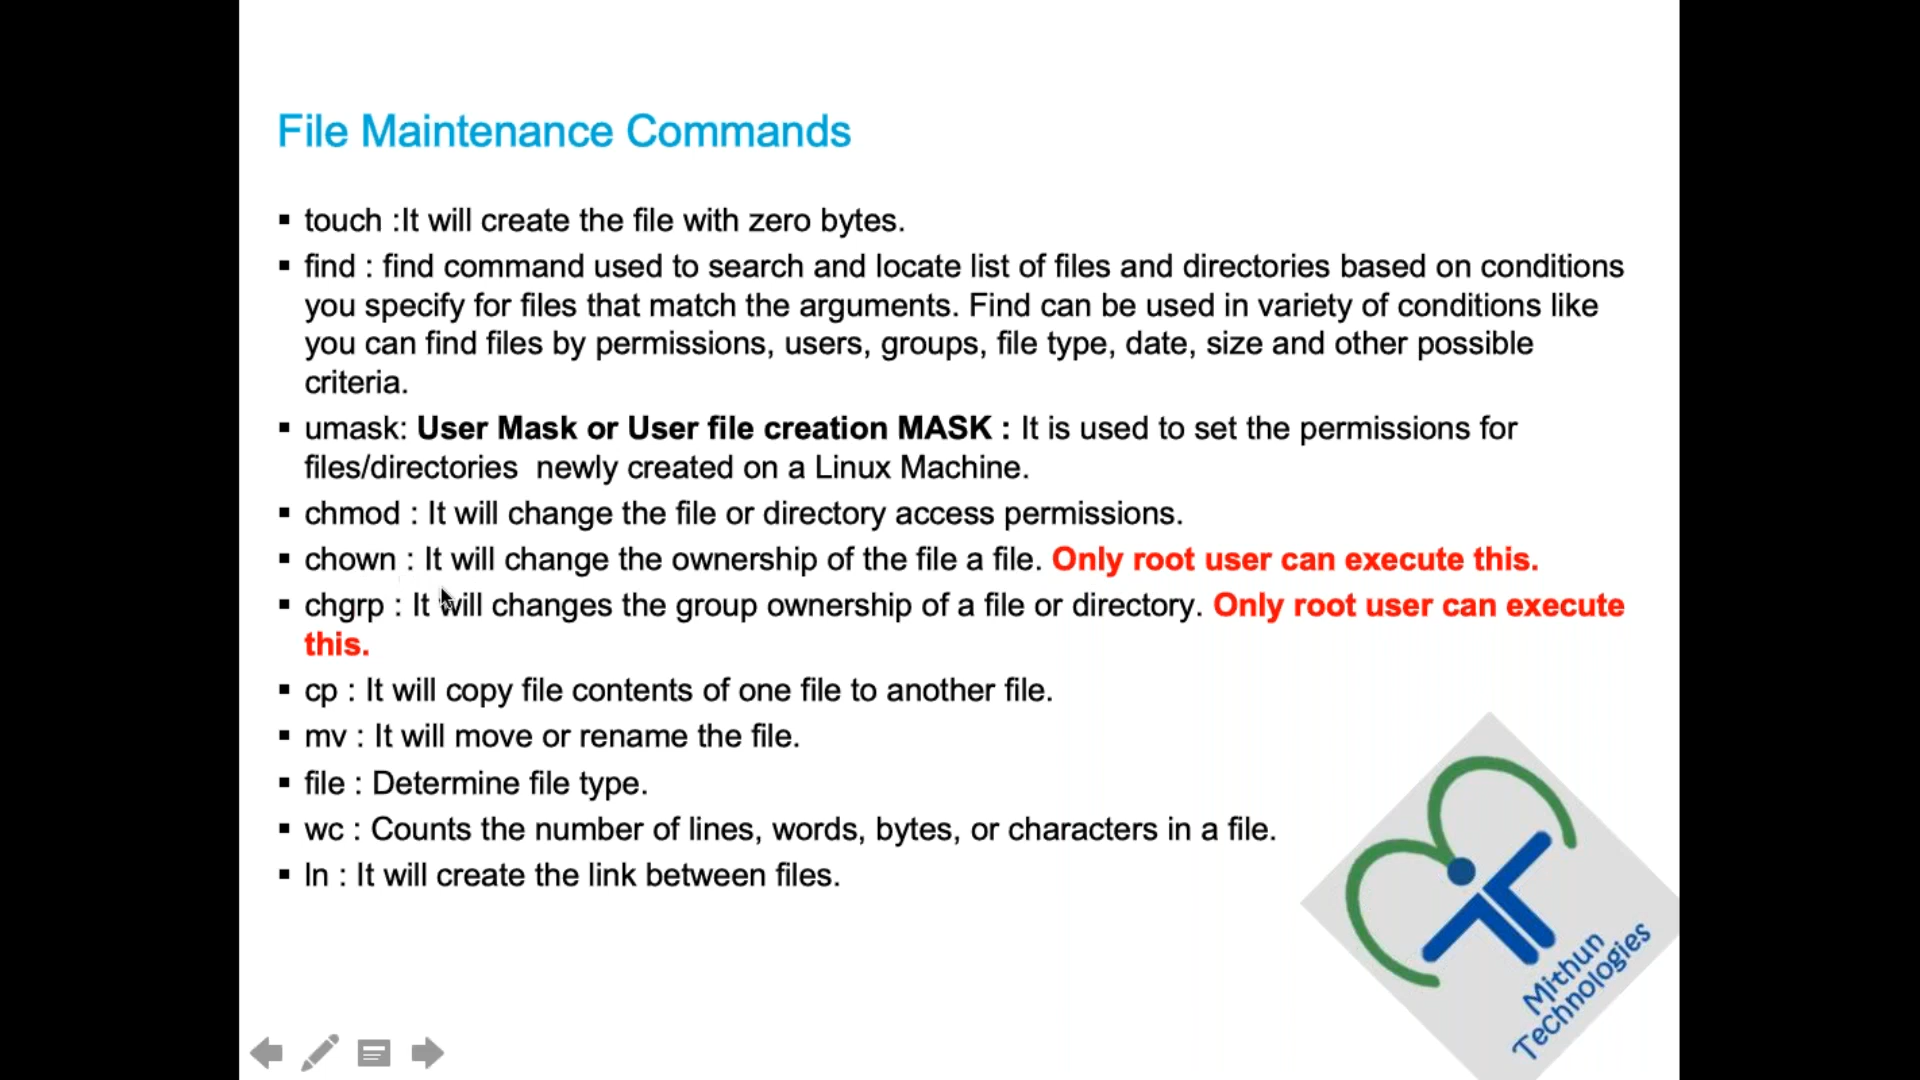 File Maintenance Commands
▪ touch :It will create the file with zero bytes.
▪ find : find command used to search and locate list of files and directories based on conditions
you specify for files that match the arguments. Find can be used in variety of conditions like
you can find files by permissions, users, groups, file type, date, size and other possible
criteria.
▪ umask: User Mask or User file creation MASK : It is used to set the permissions for
files/directories  newly created on a Linux Machine.
▪ chmod : It will change the file or directory access permissions.
▪ chown : It will change the ownership of the file a file. Only root user can execute this.
▪ chgrp : It will changes the group ownership of a file or directory. Only root user can execute
this.
▪ cp : It will copy file contents of one file to another file.
▪ mv : It will move or rename the file.
▪ file : Determine file type.
▪ wc : Counts the number of lines, words, bytes, or characters in a file.
▪ ln : It will create the link between files.
Mithun
Technologies